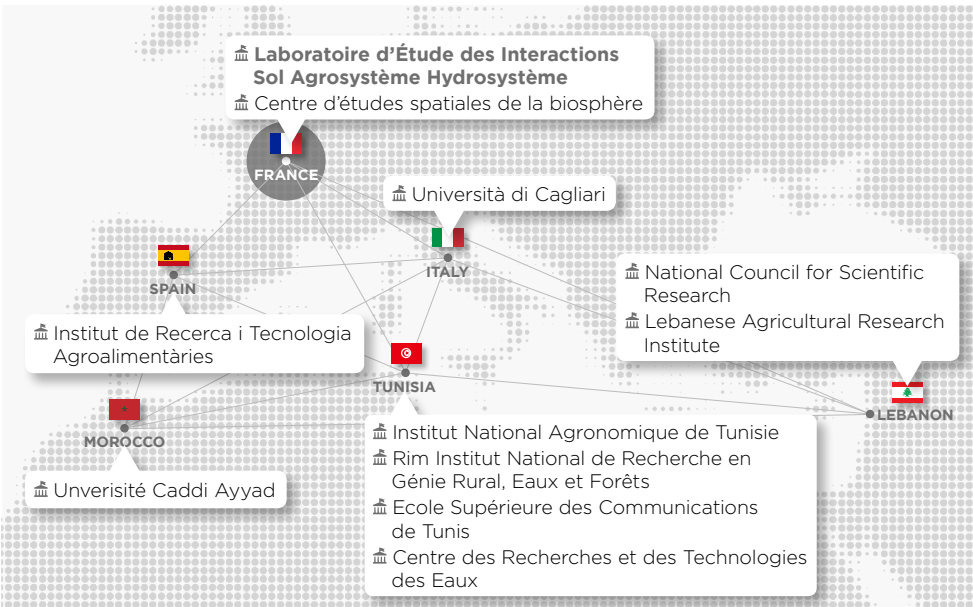 Laboratoire d'Étude des Interactions
Sol Agrosystème Hydrosystème
Centre d'études spatiales de la biosphère
FRANCE
Università di Cagliari
ITALY
SPAIN
Institut de Recerca i Tecnologia
Agroalimentàries
National Council for Scientific
Research
Lebanese Agricultural Research
Institute
LEBANON
TUNISIA
Institut National Agronomique de Tunisie
Rim Institut National de Recherche en
Génie Rural, Eaux et Forêts
Ecole Supérieure des Communications
de Tunis
Centre des Recherches et des Technologies
des Eaux
MOROCCO
Unverisité Caddi Ayyad